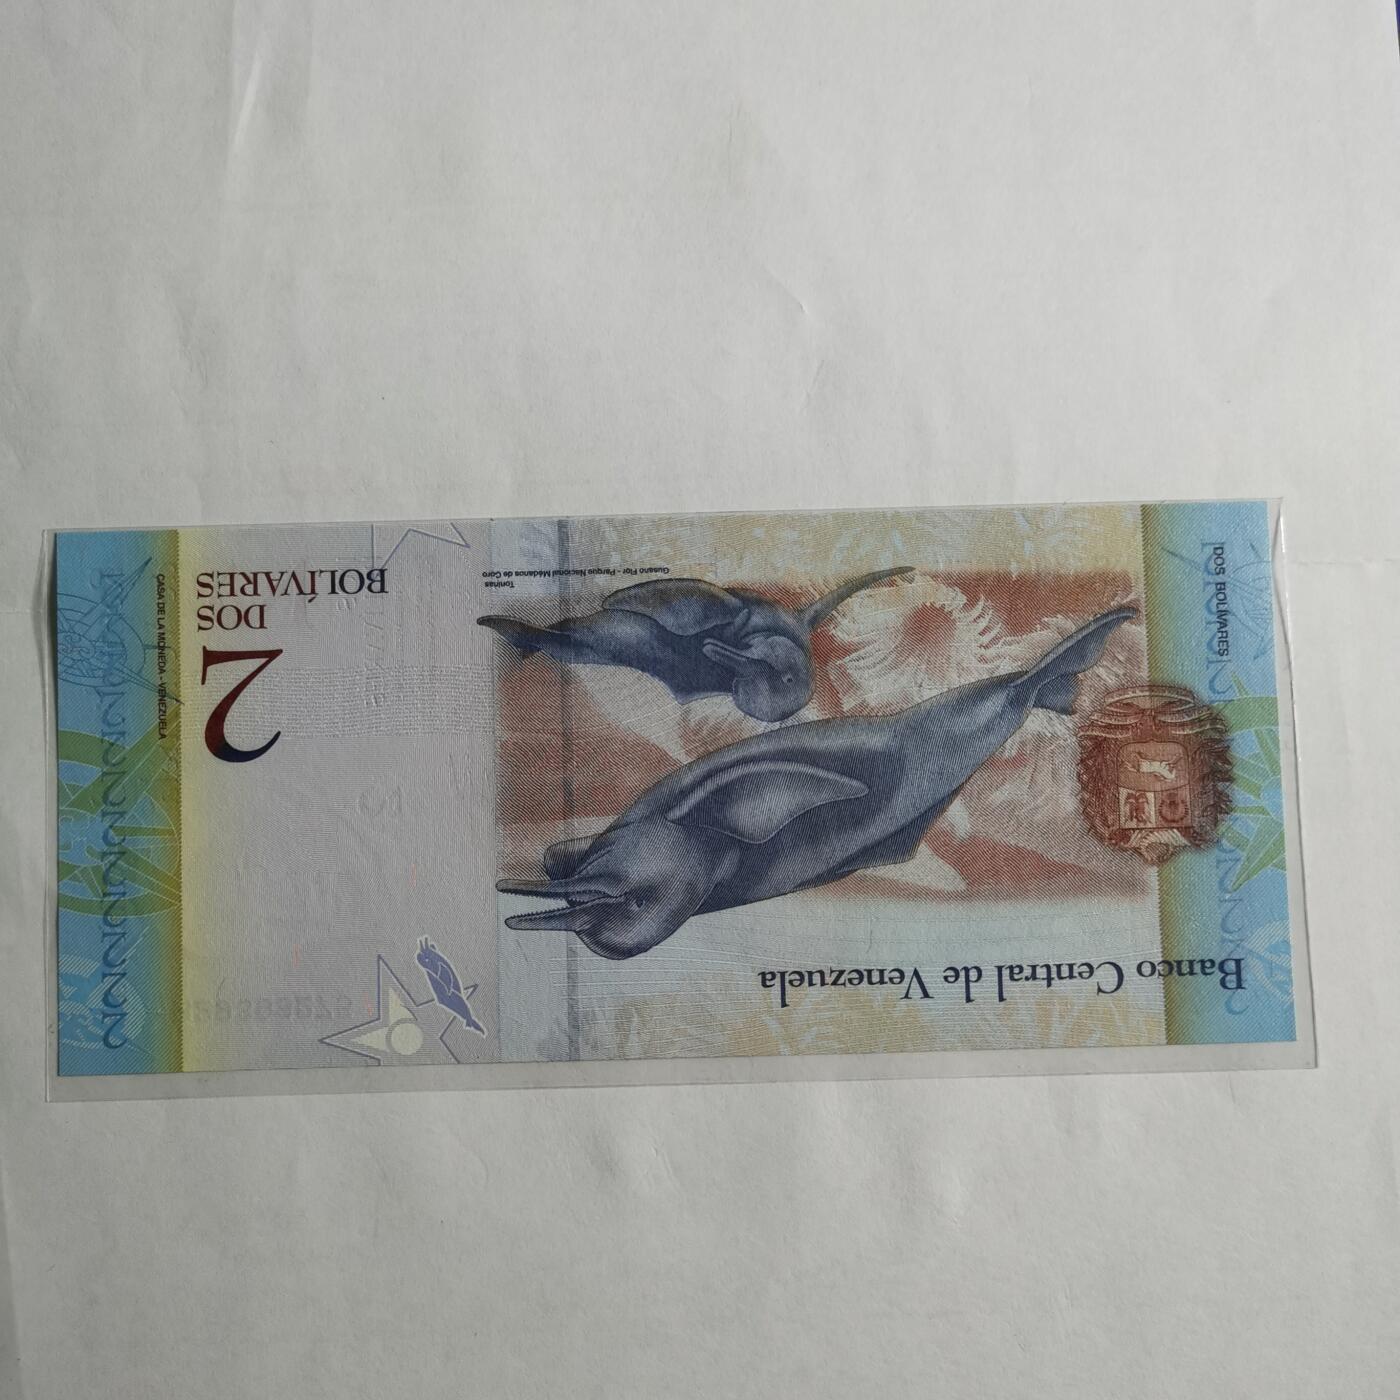 Banco Central de Venezuela
2
DOS
BOLÍVARES
Toninas
Gusano Flor - Parque Nacional Médanos de Coro
DOS BOLÍVARES
CASA DE LA MONEDA - VENEZUELA